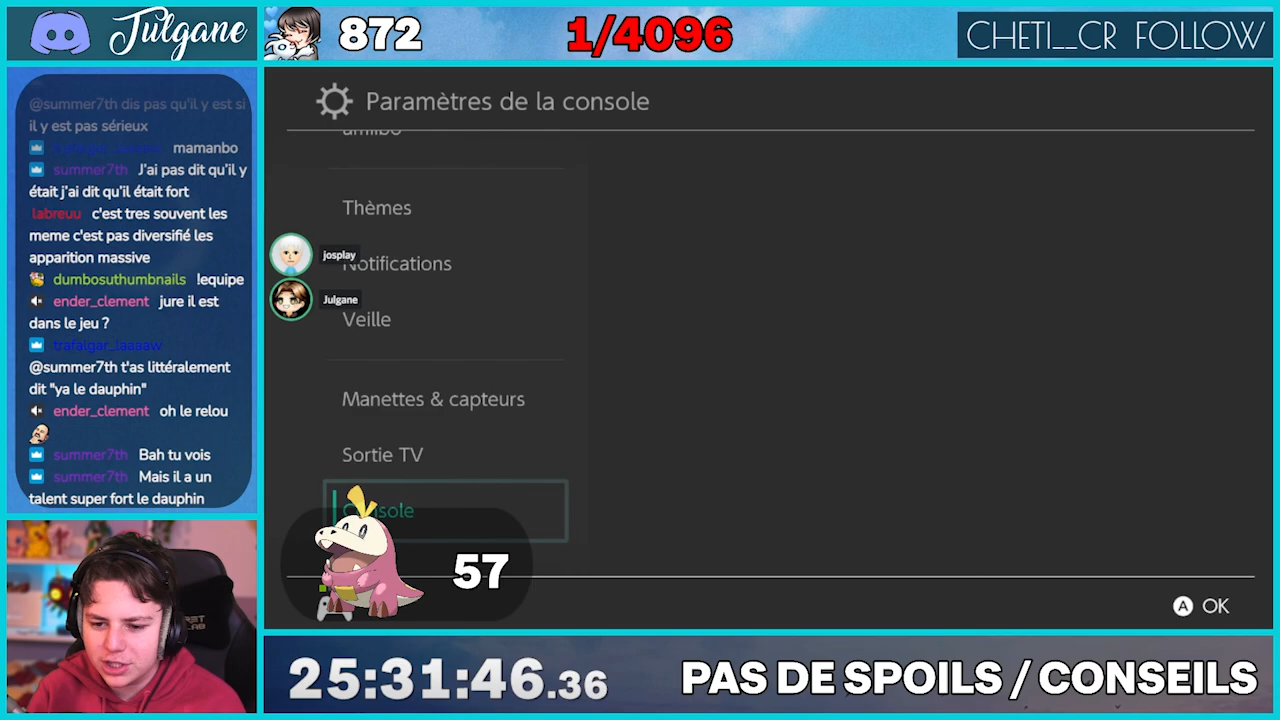 Julgane
872
1/4096
CHETI__CR FOLLOW
@summer7th dis pas qu'il y est si
il y est pas sérieux
mamanbo
summer7th J'ai pas dit qu'il y
était j'ai dit qu'il était fort
labreuu c'est tres souvent les
meme c'est pas diversifié les
apparition massive
dumbosuthumbnails !equipe
ender_clement jure il est
dans le jeu ?
trafalgar_laaaaw
@summer7th t'as littéralement
dit "ya le dauphin"
ender_clement oh le relou
summer7th Bah tu vois
summer7th Mais il a un
talent super fort le dauphin
Paramètres de la console
amiibo
Thèmes
josplay
Notifications
Julgane
Veille
Manettes & capteurs
Sortie TV
Console
57
A OK
25:31:46.36
PAS DE SPOILS / CONSEILS